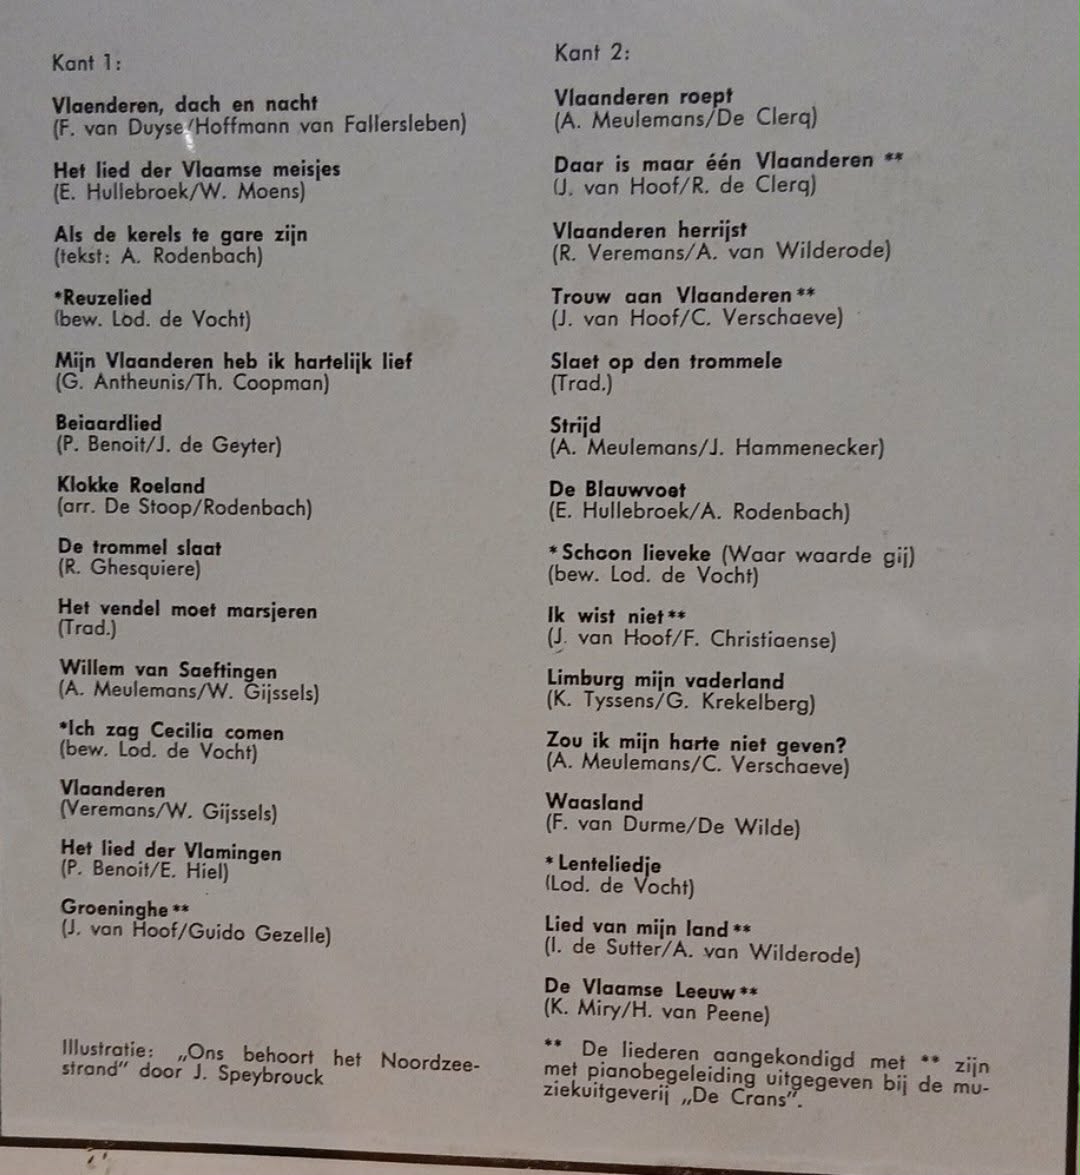 Kant 1:
Vlaenderen, dach en nacht
(F. van Duyse/Hoffmann van Fallersleben)
Het lied der Vlaamse meisjes
(E. Hullebroek/W. Moens)
Als de kerels te gare zijn
(tekst: A. Rodenbach)
*Reuzelied
(bew. Lod. de Vocht)
Mijn Vlaanderen heb ik hartelijk lief
(G. Antheunis/Th. Coopman)
Beiaardlied
(P. Benoit/J. de Geyter)
Klokke Roeland
(arr. De Stoop/Rodenbach)
De trommel slaat
(R. Ghesquiere)
Het vendel moet marsjeren
(Trad.)
Willem van Saeftingen
(A. Meulemans/W. Gijssels)
*Ich zag Cecilia comen
(bew. Lod. de Vocht)
Vlaanderen
(Veremans/W. Gijssels)
Het lied der Vlamingen
(P. Benoit/E. Hiel)
Groeninghe**
(J. van Hoof/Guido Gezelle)
Illustratie: „Ons behoort het Noordzee-
strand" door J. Speybrouck
Kant 2:
Vlaanderen roept
(A. Meulemans/De Clerq)
Daar is maar één Vlaanderen **
(J. van Hoof/R. de Clerq)
Vlaanderen herrijst
(R. Veremans/A. van Wilderode)
Trouw aan Vlaanderen**
(J. van Hoof/C. Verschaeve)
Slaet op den trommele
(Trad.)
Strijd
(A. Meulemans/J. Hammenecker)
De Blauwvoet
(E. Hullebroek/A. Rodenbach)
*Schoon lieveke (Waar waarde gij)
(bew. Lod. de Vocht)
Ik wist niet**
(J. van Hoof/F. Christiaense)
Limburg mijn vaderland
(K. Tyssens/G. Krekelberg)
Zou ik mijn harte niet geven?
(A. Meulemans/C. Verschaeve)
Waasland
(F. van Durme/De Wilde)
*Lenteliedje
(Lod. de Vocht)
Lied van mijn land**
(I. de Sutter/A. van Wilderode)
De Vlaamse Leeuw**
(K. Miry/H. van Peene)
** De liederen aangekondigd met ** zijn
met pianobegeleiding uitgegeven bij de mu-
ziekuitgeverij „De Crans".